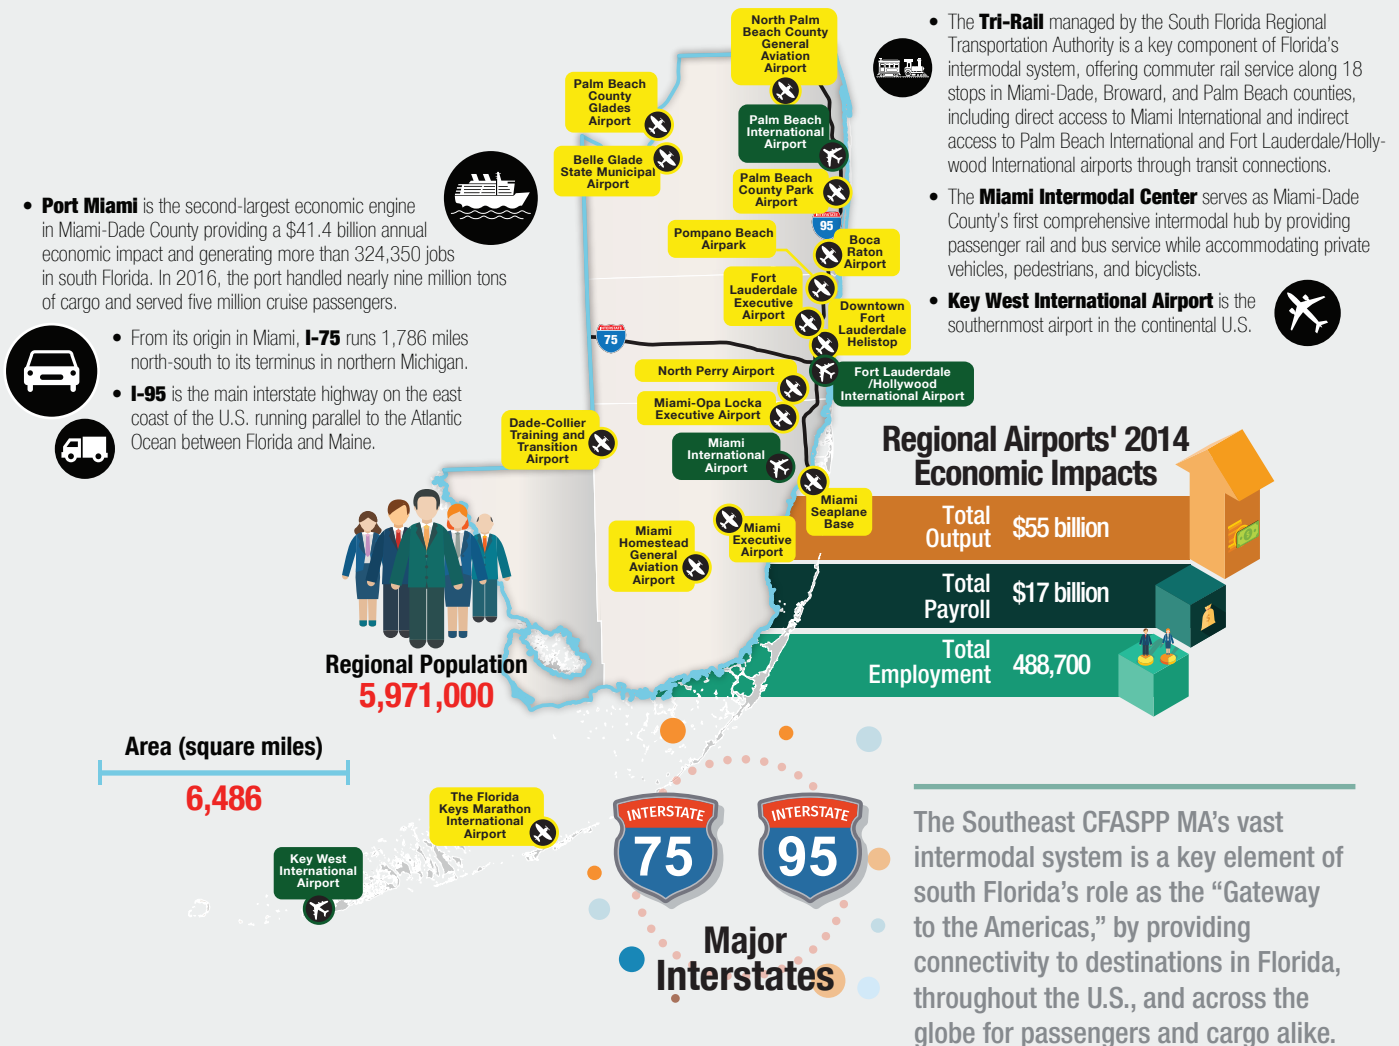 North Palm
Beach County
General
Aviation
Airport
Palm Beach
County
Glades
Airport
Palm Beach
International
Airport
Belle Glade
State Municipal
Airport
Palm Beach
County Park
Airport
INTERSTATE
95
Pompano Beach
Airpark
Boca
Raton
Airport
Fort
Lauderdale
Executive
Airport
Downtown
Fort
Lauderdale
Helistop
INTERSTATE
75
North Perry Airport
Fort Lauderdale
/Hollywood
International Airport
Miami-Opa Locka
Executive Airport
Dade-Collier
Training and
Transition
Airport
Miami
International
Airport
Miami
Seaplane
Base
Miami
Executive
Airport
Miami
Homestead
General
Aviation
Airport
• The Tri-Rail managed by the South Florida Regional
Transportation Authority is a key component of Florida's
intermodal system, offering commuter rail service along 18
stops in Miami-Dade, Broward, and Palm Beach counties,
including direct access to Miami International and indirect
access to Palm Beach International and Fort Lauderdale/Holly-
wood International airports through transit connections.
• The Miami Intermodal Center serves as Miami-Dade
County's first comprehensive intermodal hub by providing
passenger rail and bus service while accommodating private
vehicles, pedestrians, and bicyclists.
• Key West International Airport is the
southernmost airport in the continental U.S.
• Port Miami is the second-largest economic engine
in Miami-Dade County providing a $41.4 billion annual
economic impact and generating more than 324,350 jobs
in south Florida. In 2016, the port handled nearly nine million tons
of cargo and served five million cruise passengers.
• From its origin in Miami, I-75 runs 1,786 miles
north-south to its terminus in northern Michigan.
• I-95 is the main interstate highway on the east
coast of the U.S. running parallel to the Atlantic
Ocean between Florida and Maine.
Regional Airports' 2014
Economic Impacts
Total
Output
$55 billion
Total
Payroll
$17 billion
Total
Employment
488,700
Regional Population
5,971,000
Area (square miles)
6,486
The Florida
Keys Marathon
International
Airport
Key West
International
Airport
INTERSTATE
75
INTERSTATE
95
Major
Interstates
The Southeast CFASPP MA's vast
intermodal system is a key element of
south Florida's role as the “Gateway
to the Americas,” by providing
connectivity to destinations in Florida,
throughout the U.S., and across the
globe for passengers and cargo alike.